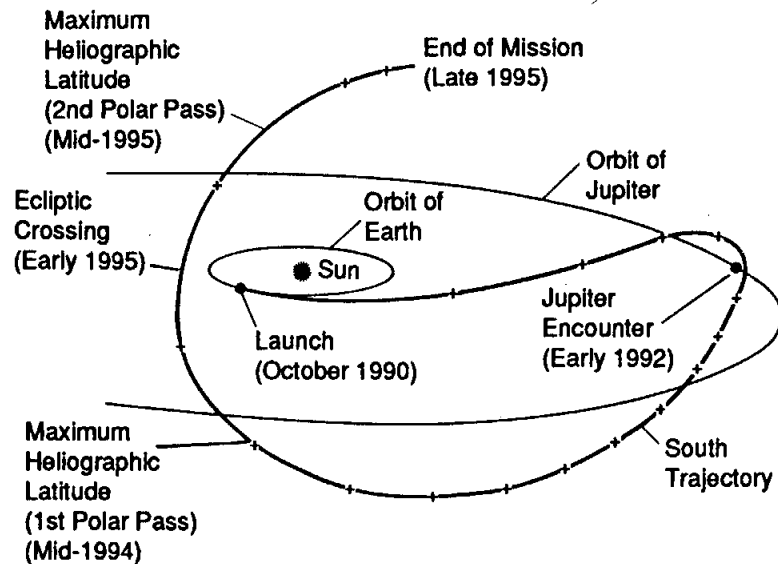 Maximum
Heliographic
Latitude
(2nd Polar Pass)
(Mid-1995)
End of Mission
(Late 1995)
Orbit of
Jupiter
Ecliptic
Crossing
(Early 1995)
Orbit of
Earth
Sun
Launch
(October 1990)
Jupiter
Encounter
(Early 1992)
Maximum
Heliographic
Latitude
(1st Polar Pass)
(Mid-1994)
South
Trajectory